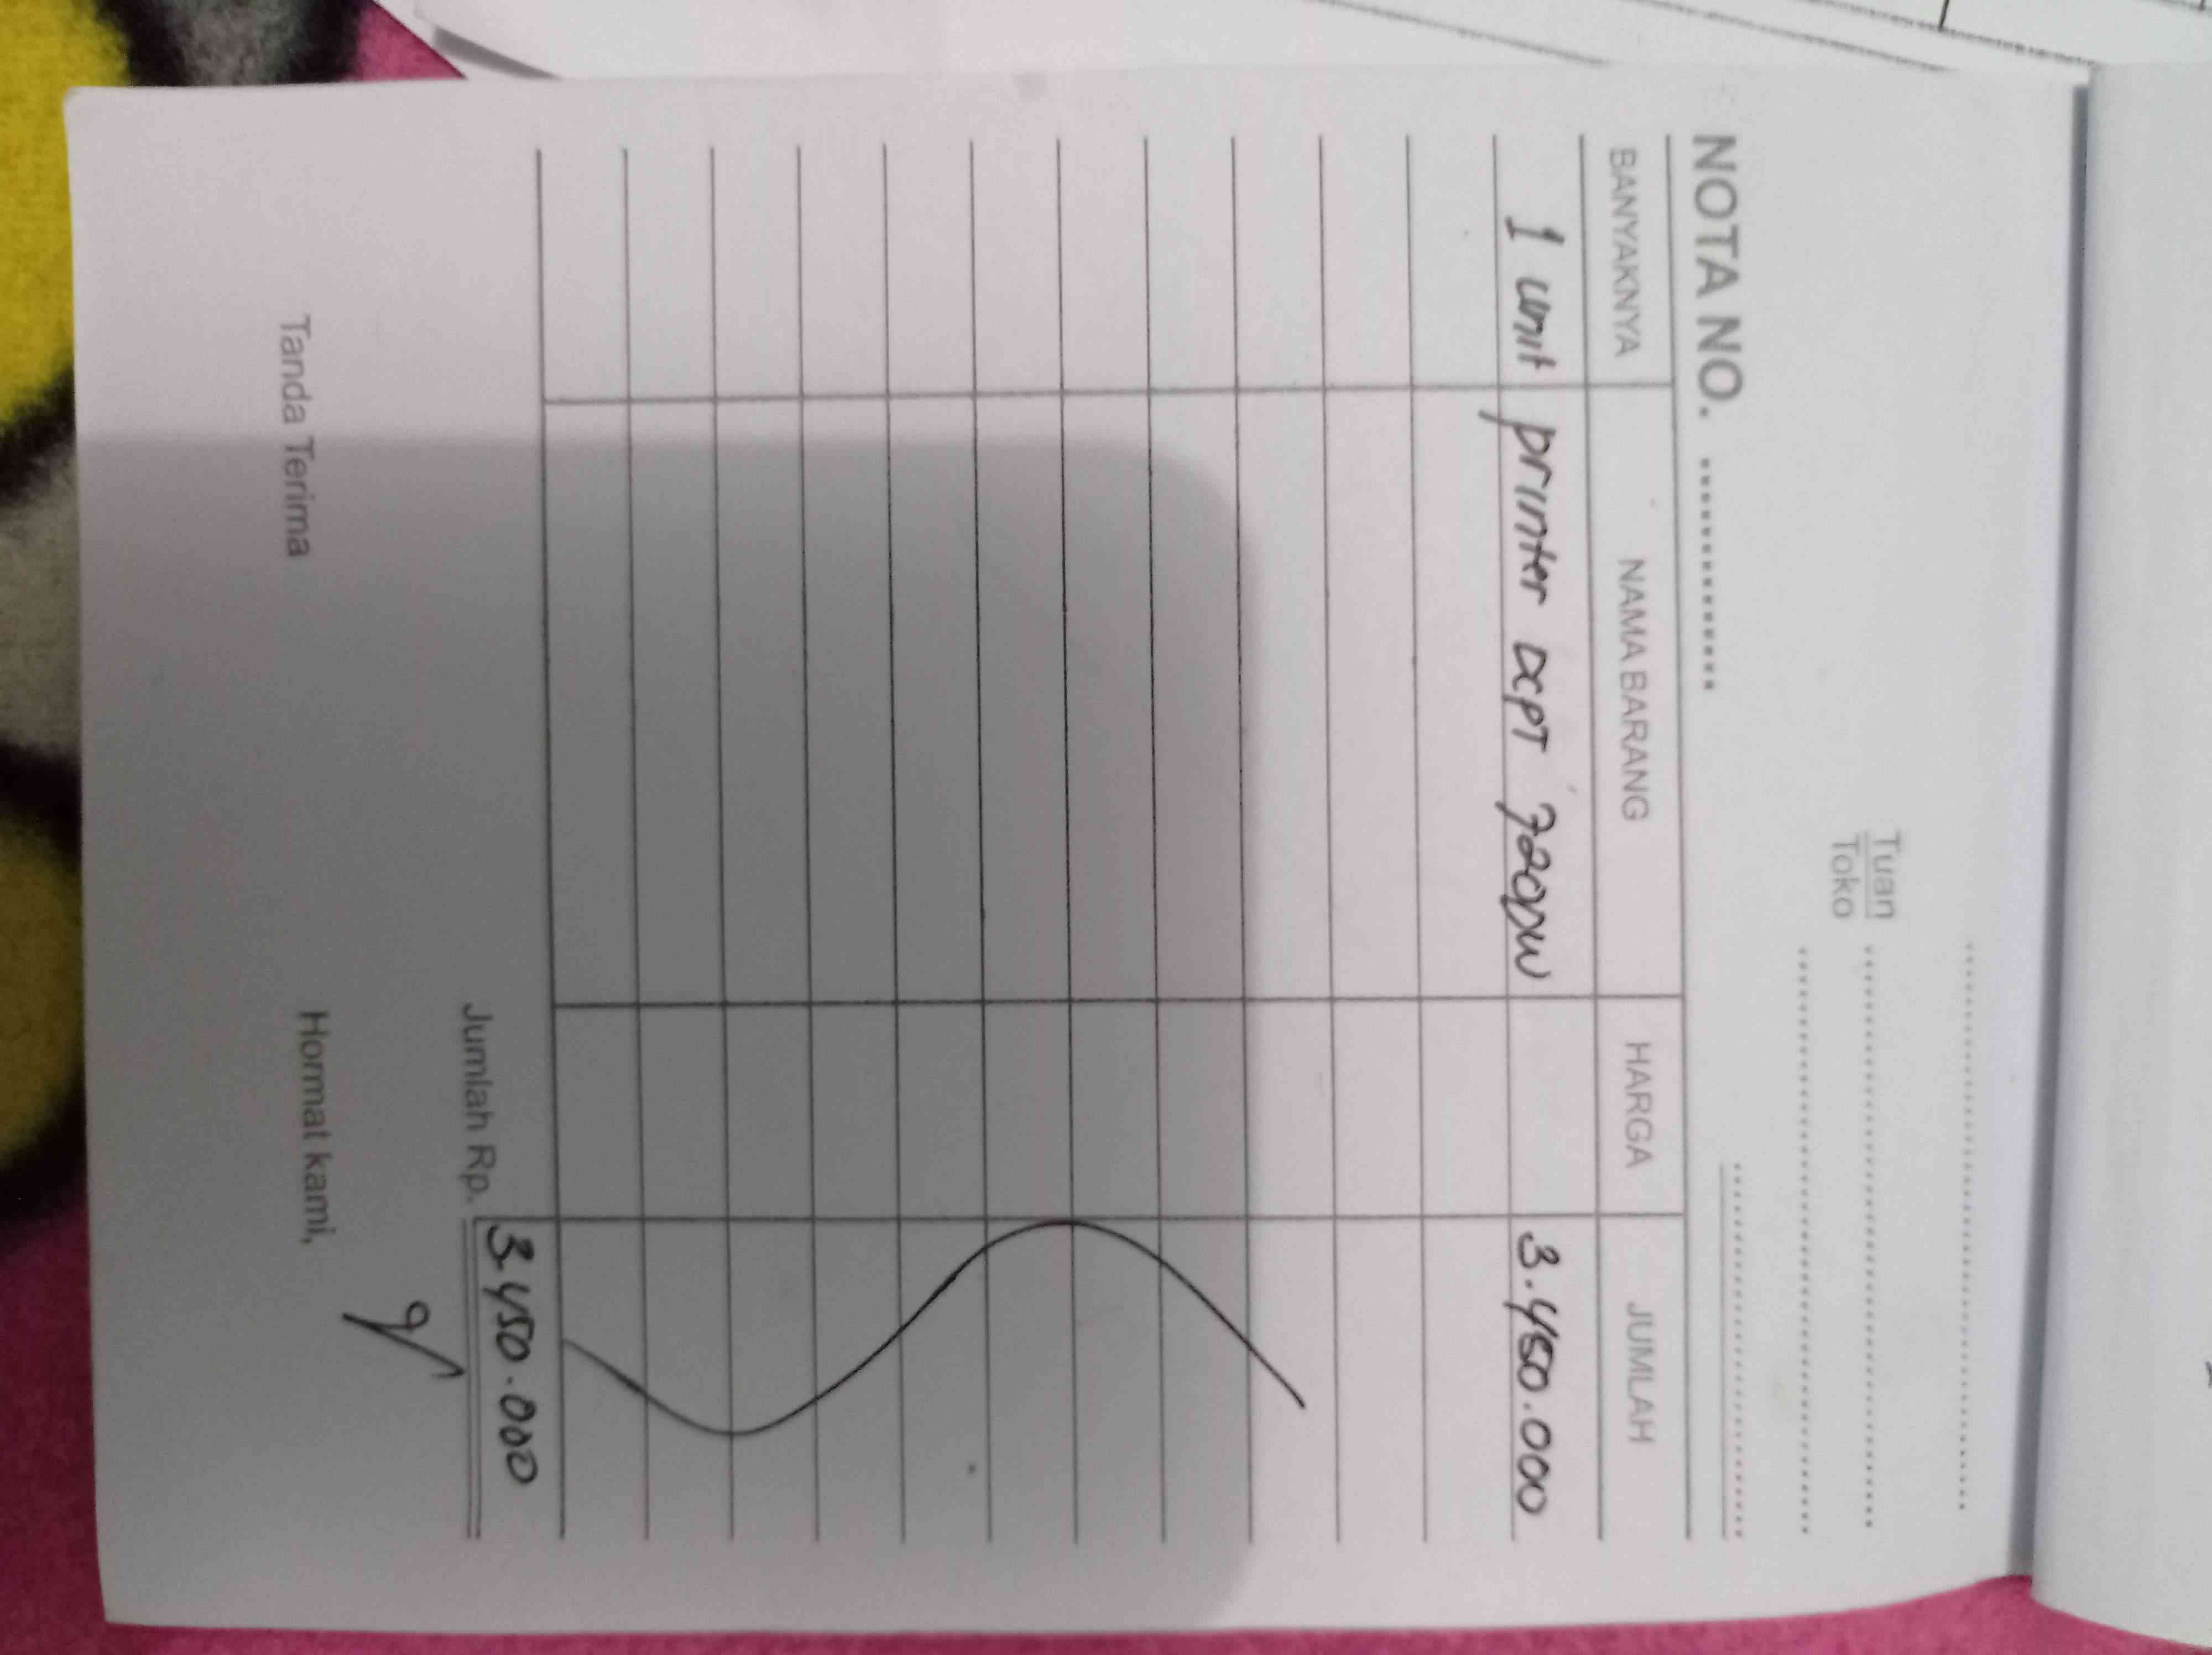 Tuan
Toko
NOTA NO.
BANYAKNYA NAMA BARANG HARGA JUMLAH
1 unit printer DCPT 720DW 3.450.000
Jumlah Rp. 3.450.000
Tanda Terima Hormat kami,